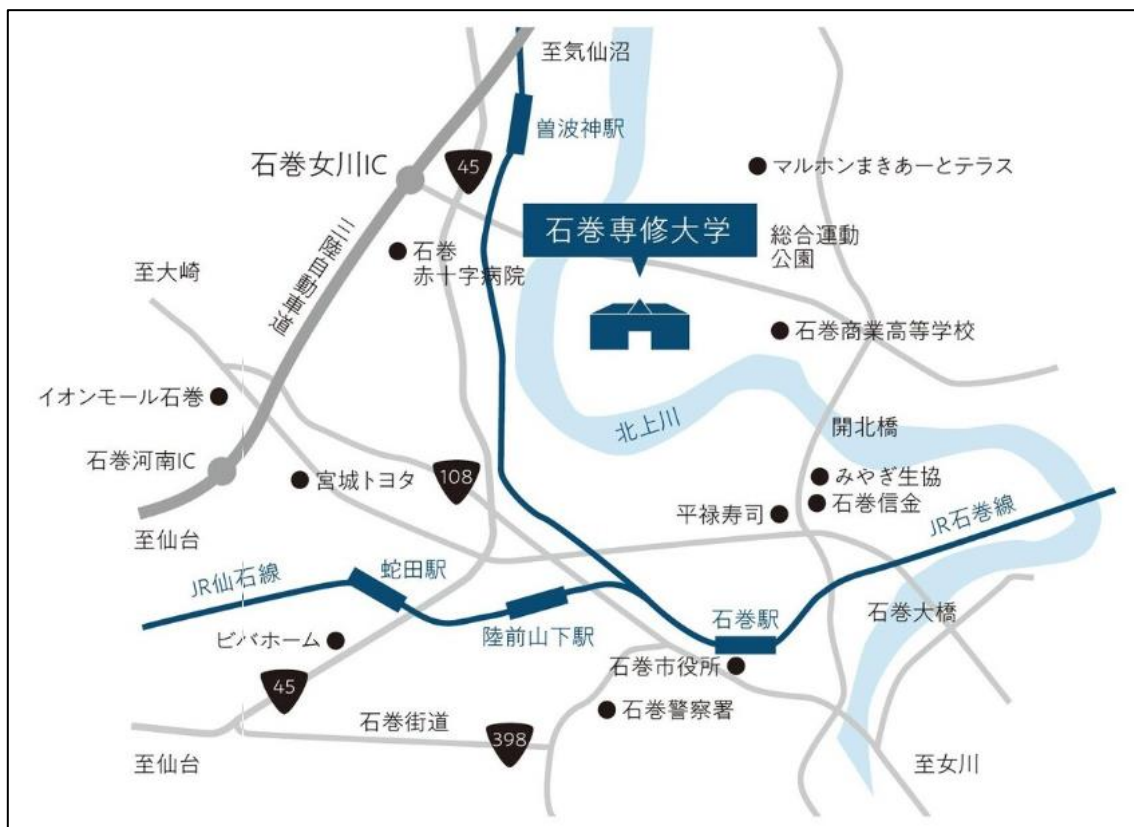 至気仙沼
曽波神駅
石巻女川IC
45
マルホンまきあーとテラス
石巻専修大学
総合運動
公園
石巻
赤十字病院
至大崎
三陸自動車道
石巻商業高等学校
イオンモール石巻
北上川
開北橋
石巻河南IC
宮城トヨタ
108
みやぎ生協
石巻信金
平禄寿司
JR石巻線
至仙台
JR仙石線
蛇田駅
石巻大橋
ビバホーム
陸前山下駅
石巻駅
石巻市役所
45
石巻街道
398
石巻警察署
至仙台
至女川